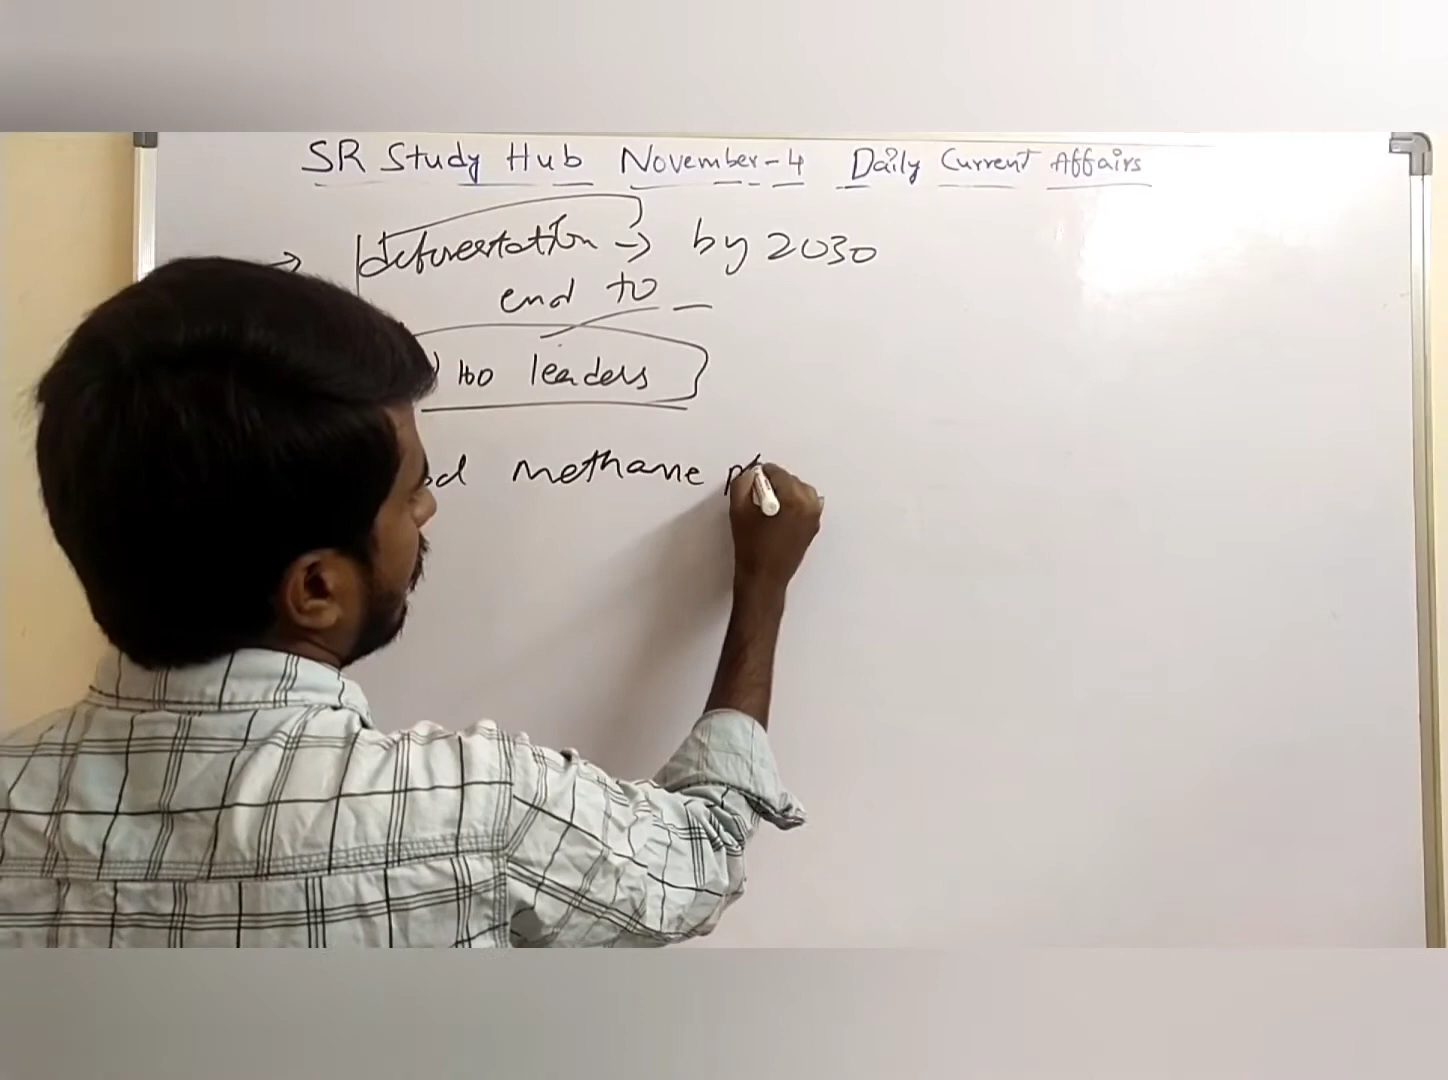 SR Study Hub November-4 Daily Current Affairs
→ deforestation → by 2030
end to
100 leaders
methane